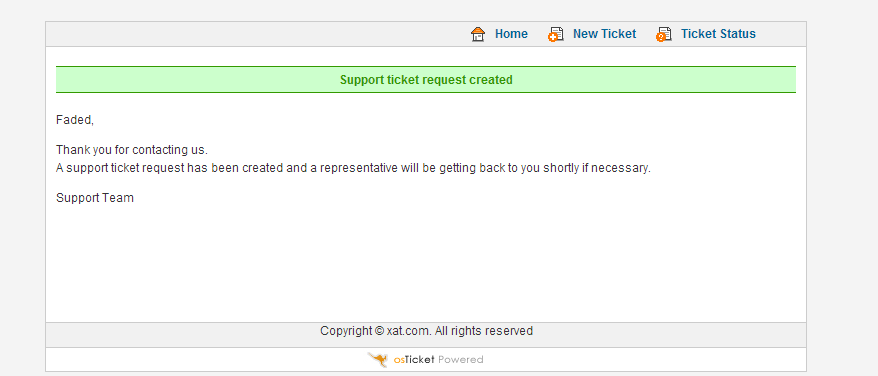 Home New Ticket Ticket Status
Support ticket request created
Faded,
Thank you for contacting us.
A support ticket request has been created and a representative will be getting back to you shortly if necessary.
Support Team
Copyright © xat.com. All rights reserved
osTicket Powered